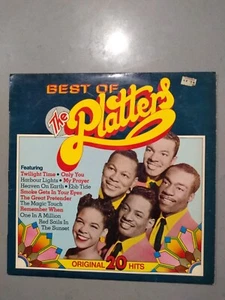 BEST OF
The
Platters
Featuring
Twilight Time • Only You
Harbour Lights • My Prayer
Heaven On Earth • Ebb Tide
Smoke Gets In Your Eyes
The Great Pretender
The Magic Touch
Remember When
One In A Million
Red Sails In
The Sunset
ORIGINAL 20 HITS